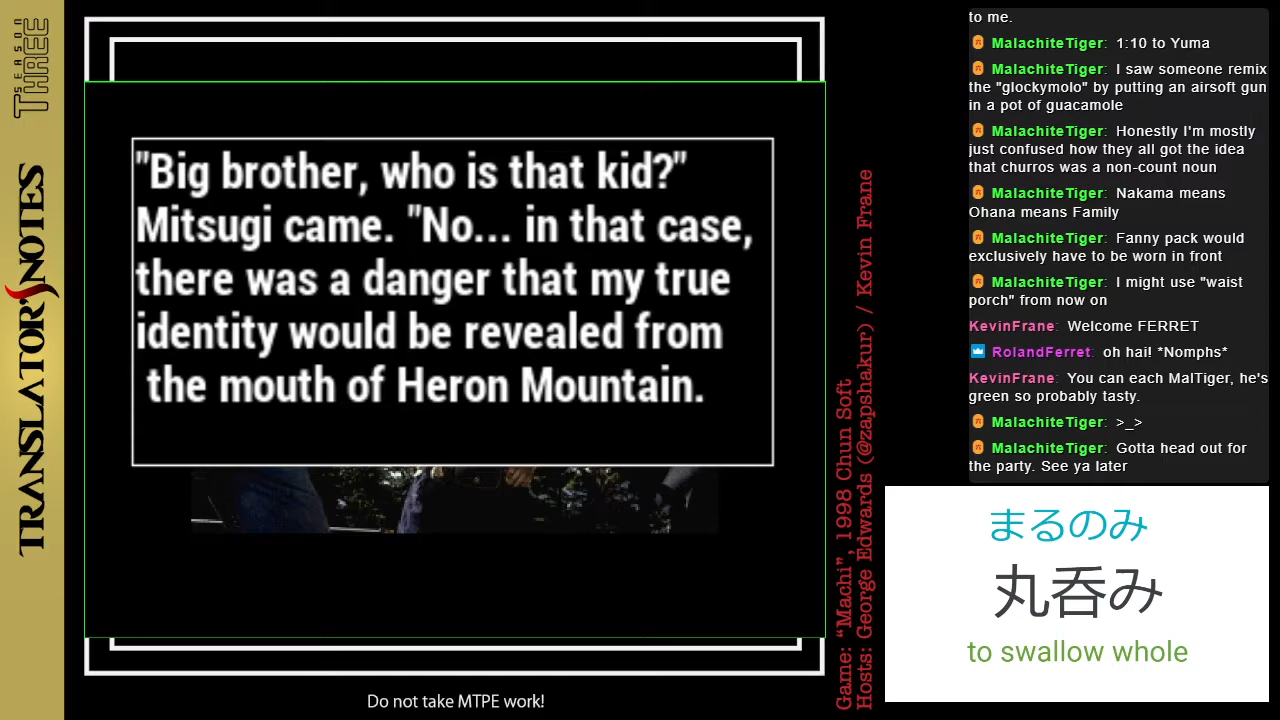 SEASON
THREE
TRANSLATOR'S NOTES
"Big brother, who is that kid?"
Mitsugi came. "No... in that case,
there was a danger that my true
identity would be revealed from
the mouth of Heron Mountain.
Do not take MTPE work!
Game: "Machi", 1998 Chun Soft
Hosts: George Edwards (@zapshakur) / Kevin Frane
to me.
MalachiteTiger: 1:10 to Yuma
MalachiteTiger: I saw someone remix
the "glockymolo" by putting an airsoft gun
in a pot of guacamole
MalachiteTiger: Honestly I'm mostly
just confused how they all got the idea
that churros was a non-count noun
MalachiteTiger: Nakama means
Ohana means Family
MalachiteTiger: Fanny pack would
exclusively have to be worn in front
MalachiteTiger: I might use "waist
porch" from now on
KevinFrane: Welcome FERRET
RolandFerret: oh hai! *Nomphs*
KevinFrane: You can munch MalTiger, he's
green so probably tasty.
MalachiteTiger: >_>
MalachiteTiger: Gotta head out for
the party. See ya later
まるのみ
丸呑み
to swallow whole